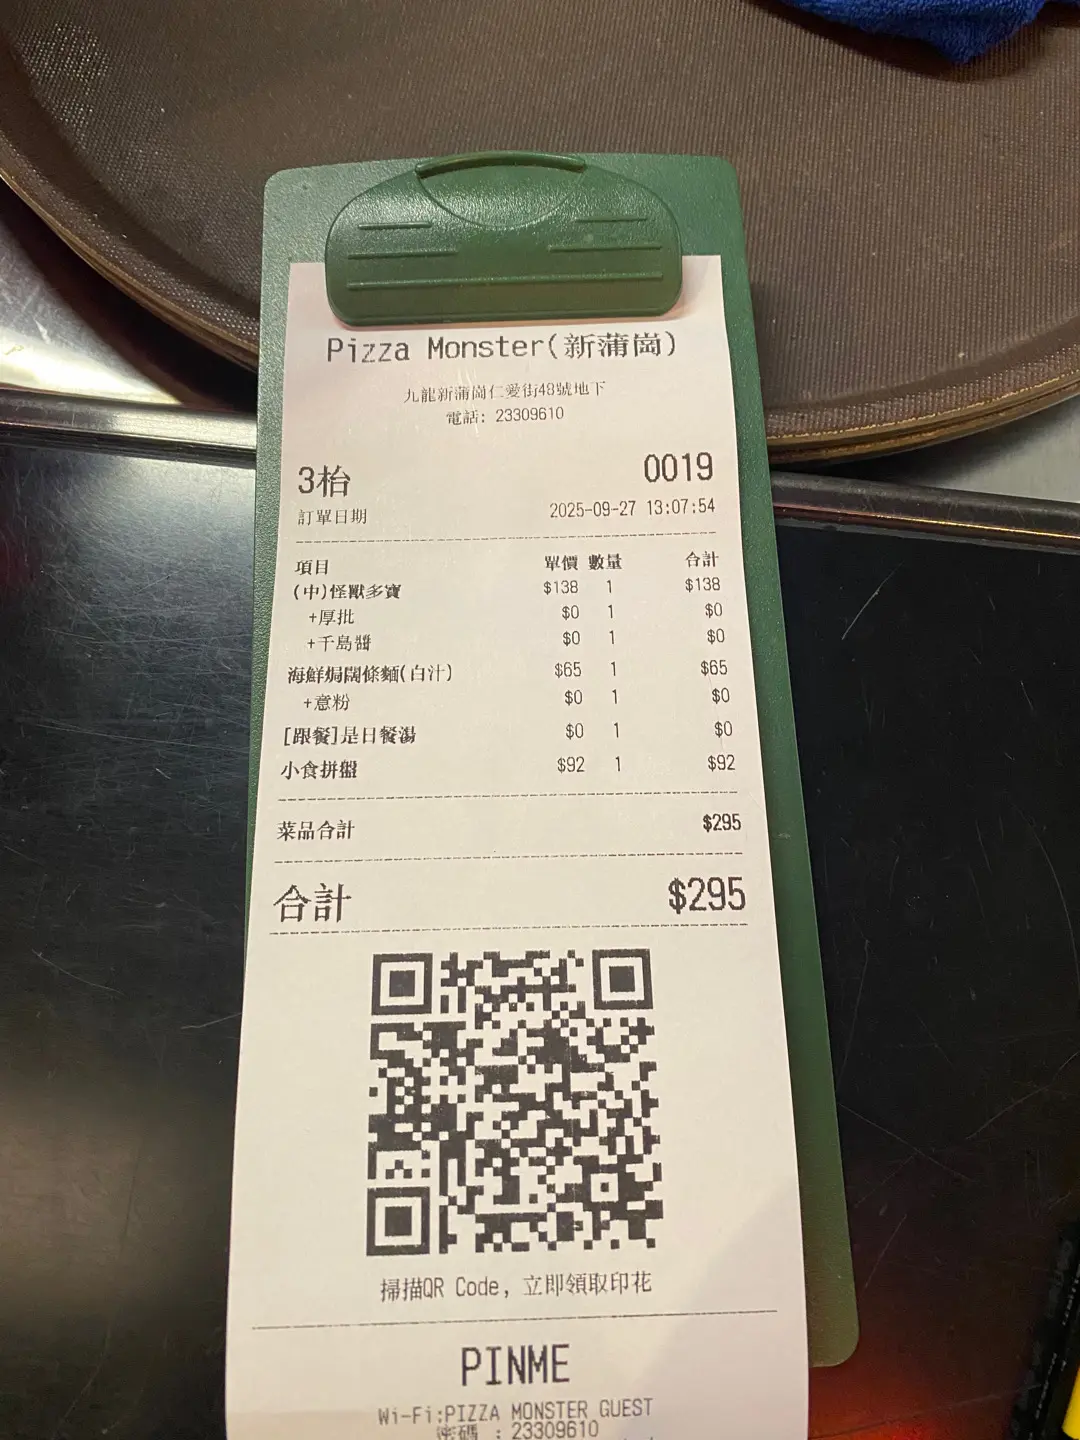 Pizza Monster(新蒲崗)
九龍新蒲崗仁愛街48號地下
電話: 23309610
3枱 0019
訂單日期 2025-09-27 13:07:54
項目 單價 數量 合計
(中)怪獸多寶 $138 1 $138
+厚批 $0 1 $0
+千島醬 $0 1 $0
海鮮焗闊條麵(白汁) $65 1 $65
+意粉 $0 1 $0
[跟餐]是日餐湯 $0 1 $0
小食拼盤 $92 1 $92
菜品合計 $295
合計 $295
掃描QR Code, 立即領取印花
PINME
Wi-Fi:PIZZA MONSTER GUEST
密碼 : 23309610